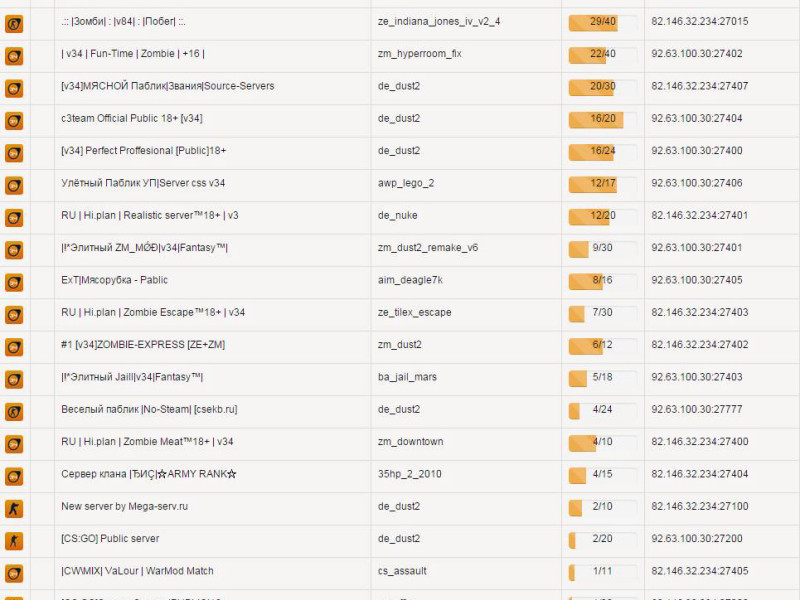 .:: |Зомби| : |v84| : |Побег| ::. ze_indiana_jones_iv_v2_4 29/40 82.146.32.234:27015
| v34 | Fun-Time | Zombie | +16 | zm_hyperroom_fix 22/40 92.63.100.30:27402
[v34]МЯСНОЙ Паблик|Звания|Source-Servers de_dust2 20/30 82.146.32.234:27407
c3team Official Public 18+ [v34] de_dust2 16/20 92.63.100.30:27404
[v34] Perfect Proffesional [Public]18+ de_dust2 16/24 92.63.100.30:27400
Улётный Паблик УП|Server css v34 awp_lego_2 12/17 92.63.100.30:27406
RU | Hi.plan | Realistic server™18+ | v3 de_nuke 12/20 82.146.32.234:27401
|!*Элитный ZM_MØÐ|v34|Fantasy™| zm_dust2_remake_v6 9/30 92.63.100.30:27401
ExT|Мясорубка - Pablic aim_deagle7k 8/16 92.63.100.30:27405
RU | Hi.plan | Zombie Escape™18+ | v34 ze_tilex_escape 7/30 82.146.32.234:27403
#1 [v34]ZOMBIE-EXPRESS [ZE+ZM] zm_dust2 6/12 82.146.32.234:27402
|!*Элитный Jaill|v34|Fantasy™| ba_jail_mars 5/18 92.63.100.30:27403
Веселый паблик |No-Steam| [csekb.ru] de_dust2 4/24 92.63.100.30:27777
RU | Hi.plan | Zombie Meat™18+ | v34 zm_downtown 4/10 82.146.32.234:27400
Сервер клана |ЂИÇ|☆ARMY RANK☆ 35hp_2_2010 4/15 82.146.32.234:27404
New server by Mega-serv.ru de_dust2 2/10 82.146.32.234:27100
[CS:GO] Public server de_dust2 2/20 92.63.100.30:27200
|CWMIX| VaLour | WarMod Match cs_assault 1/11 82.146.32.234:27405